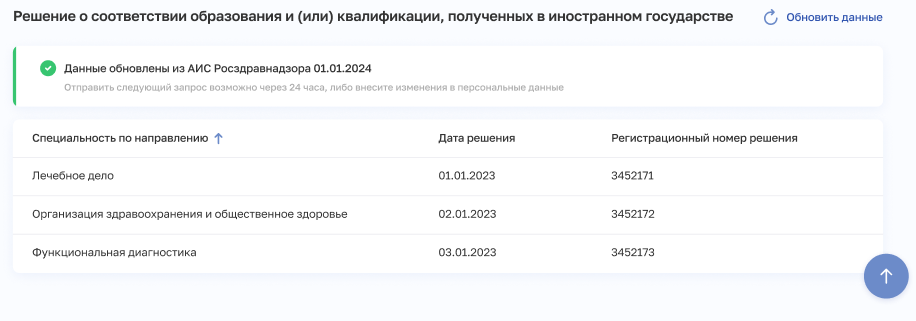 Решение о соответствии образования и (или) квалификации, полученных в иностранном государстве
Обновить данные
Данные обновлены из АИС Росздравнадзора 01.01.2024
Отправить следующий запрос возможно через 24 часа, либо внесите изменения в персональные данные
Специальность по направлению Дата решения Регистрационный номер решения
Лечебное дело 01.01.2023 3452171
Организация здравоохранения и общественное здоровье 02.01.2023 3452172
Функциональная диагностика 03.01.2023 3452173